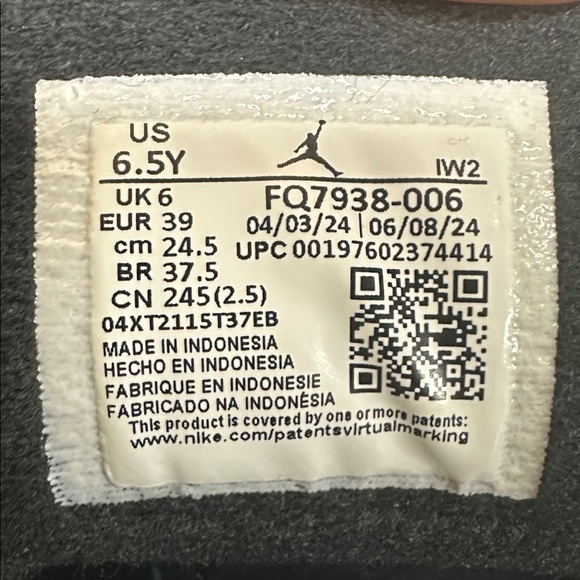 US
6.5Y
IW2
UK 6
FQ7938-006
EUR 39
04/03/24 | 06/08/24
cm 24.5
UPC 00197602374414
BR 37.5
CN 245(2.5)
04XT2115T37EB
MADE IN INDONESIA
HECHO EN INDONESIA
FABRIQUE EN INDONESIE
FABRICADO NA INDONÉSIA
This product is covered by one or more patents:
www.nike.com/patentsvirtualmarking